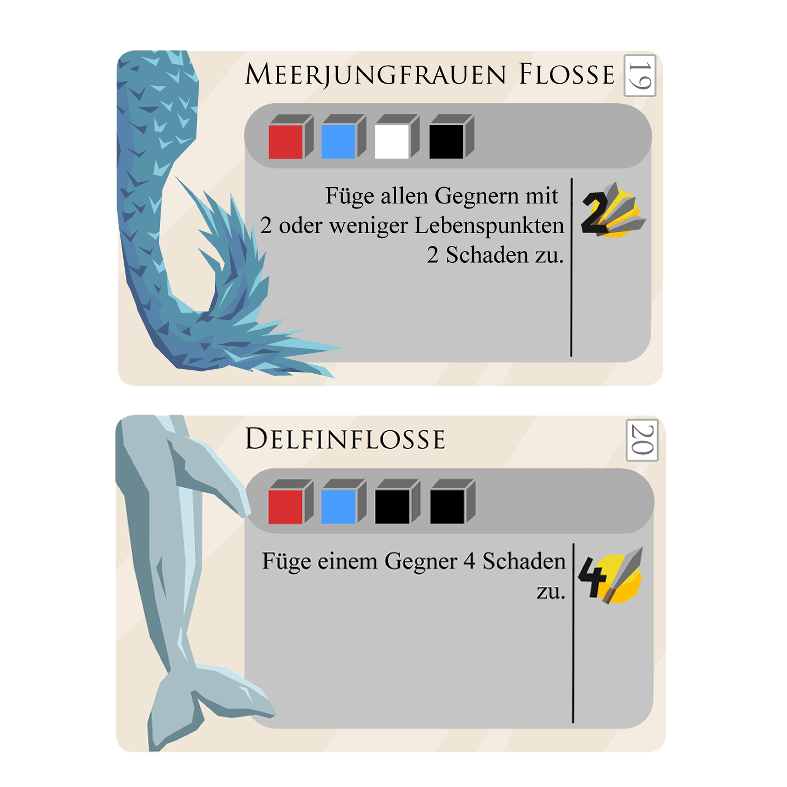 MEERJUNGFRAUEN FLOSSE
19
Füge allen Gegnern mit
2 oder weniger Lebenspunkten
2 Schaden zu.
2
DELFINFLOSSE
20
Füge einem Gegner 4 Schaden
zu.
4